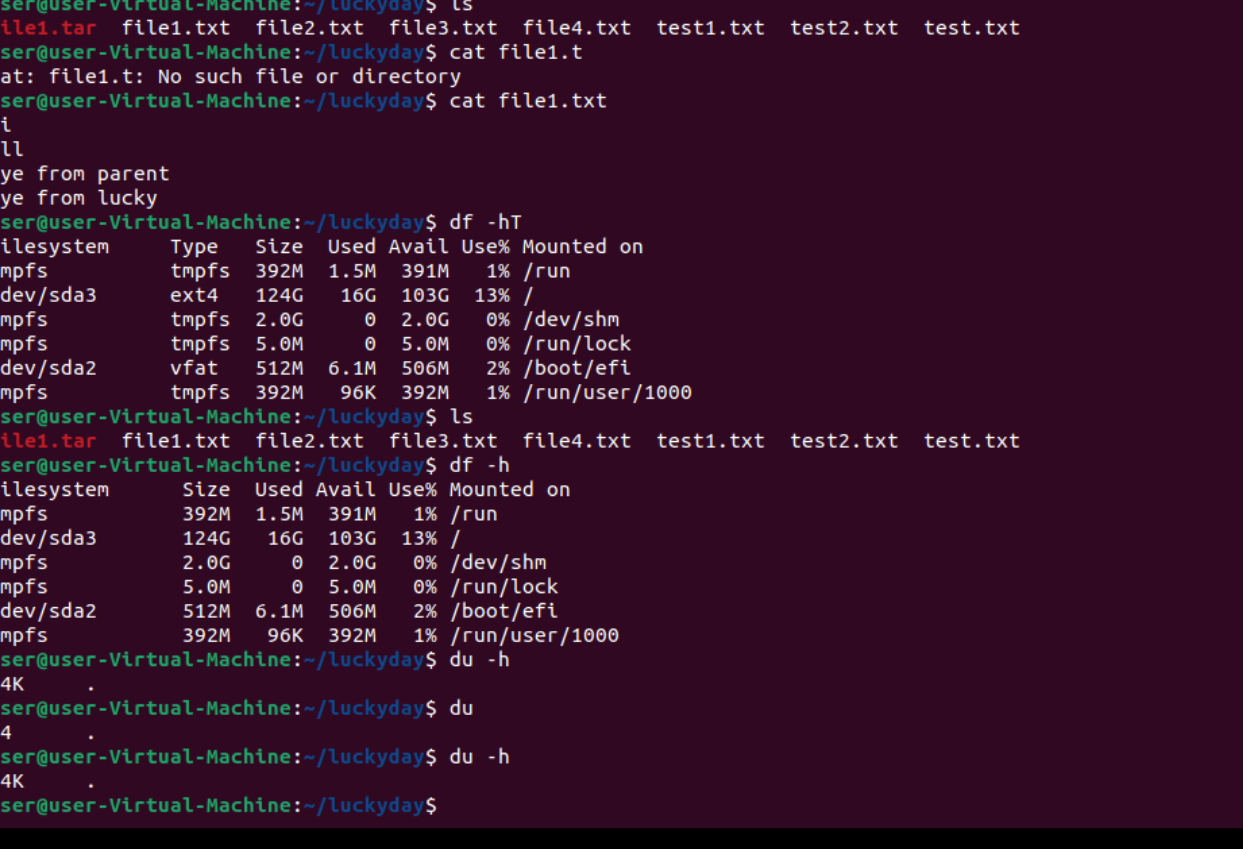 ser@user-Virtual-Machine:~/luckyday$ ls
ile1.tar  file1.txt  file2.txt  file3.txt  file4.txt  test1.txt  test2.txt  test.txt
ser@user-Virtual-Machine:~/luckyday$ cat file1.t
at: file1.t: No such file or directory
ser@user-Virtual-Machine:~/luckyday$ cat file1.txt
i
ll
ye from parent
ye from lucky
ser@user-Virtual-Machine:~/luckyday$ df -hT
ilesystem     Type   Size  Used Avail Use% Mounted on
mpfs          tmpfs  392M  1.5M  391M   1% /run
dev/sda3      ext4   124G   16G  103G  13% /
mpfs          tmpfs  2.0G     0  2.0G   0% /dev/shm
mpfs          tmpfs  5.0M     0  5.0M   0% /run/lock
dev/sda2      vfat   512M  6.1M  506M   2% /boot/efi
mpfs          tmpfs  392M   96K  392M   1% /run/user/1000
ser@user-Virtual-Machine:~/luckyday$ ls
ile1.tar  file1.txt  file2.txt  file3.txt  file4.txt  test1.txt  test2.txt  test.txt
ser@user-Virtual-Machine:~/luckyday$ df -h
ilesystem      Size  Used Avail Use% Mounted on
mpfs           392M  1.5M  391M   1% /run
dev/sda3       124G   16G  103G  13% /
mpfs           2.0G     0  2.0G   0% /dev/shm
mpfs           5.0M     0  5.0M   0% /run/lock
dev/sda2       512M  6.1M  506M   2% /boot/efi
mpfs           392M   96K  392M   1% /run/user/1000
ser@user-Virtual-Machine:~/luckyday$ du -h
4K     .
ser@user-Virtual-Machine:~/luckyday$ du
4      .
ser@user-Virtual-Machine:~/luckyday$ du -h
4K     .
ser@user-Virtual-Machine:~/luckyday$